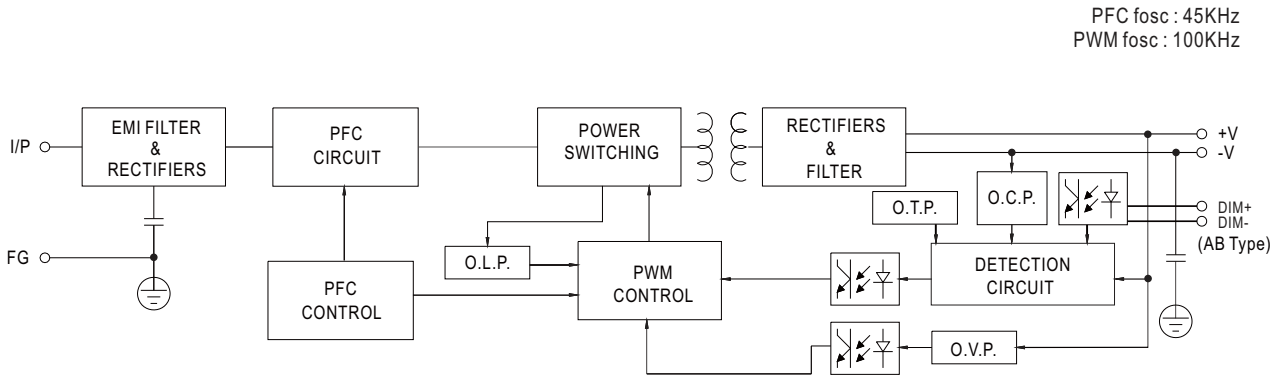 PFC fosc : 45KHz
PWM fosc : 100KHz
I/P
EMI FILTER
&
RECTIFIERS
PFC
CIRCUIT
POWER
SWITCHING
RECTIFIERS
&
FILTER
+V
-V
O.T.P.
O.C.P.
DIM+
DIM-
(AB Type)
FG
O.L.P.
PFC
CONTROL
PWM
CONTROL
DETECTION
CIRCUIT
O.V.P.